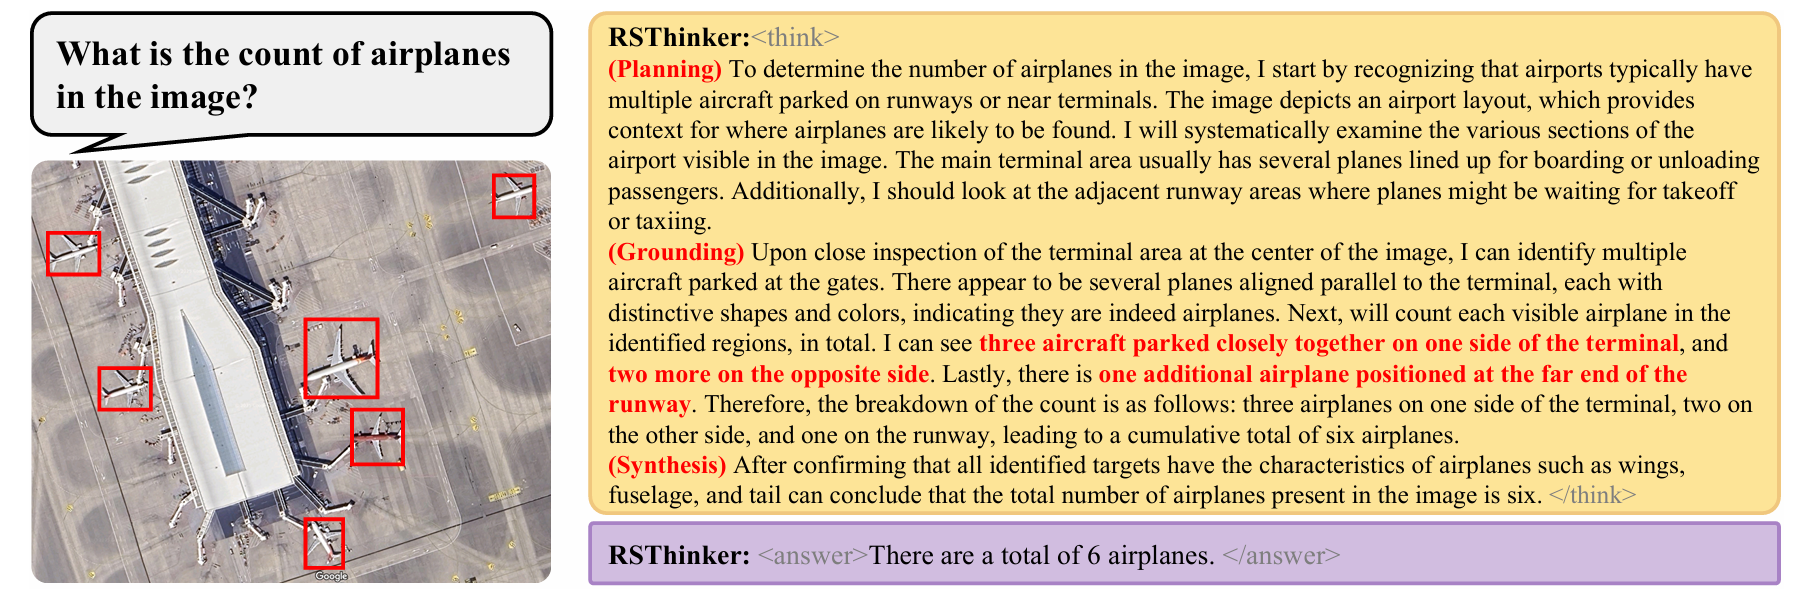 What is the count of airplanes
in the image?
Google
RSThinker:<think>
(Planning) To determine the number of airplanes in the image, I start by recognizing that airports typically have
multiple aircraft parked on runways or near terminals. The image depicts an airport layout, which provides
context for where airplanes are likely to be found. I will systematically examine the various sections of the
airport visible in the image. The main terminal area usually has several planes lined up for boarding or unloading
passengers. Additionally, I should look at the adjacent runway areas where planes might be waiting for takeoff
or taxiing.
(Grounding) Upon close inspection of the terminal area at the center of the image, I can identify multiple
aircraft parked at the gates. There appear to be several planes aligned parallel to the terminal, each with
distinctive shapes and colors, indicating they are indeed airplanes. Next, will count each visible airplane in the
identified regions, in total. I can see three aircraft parked closely together on one side of the terminal, and
two more on the opposite side. Lastly, there is one additional airplane positioned at the far end of the
runway. Therefore, the breakdown of the count is as follows: three airplanes on one side of the terminal, two on
the other side, and one on the runway, leading to a cumulative total of six airplanes.
(Synthesis) After confirming that all identified targets have the characteristics of airplanes such as wings,
fuselage, and tail can conclude that the total number of airplanes present in the image is six. </think>
RSThinker: <answer>There are a total of 6 airplanes. </answer>